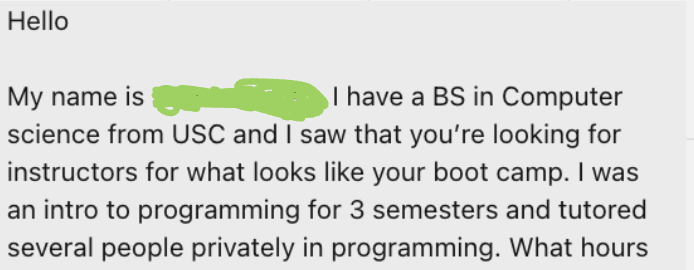 Hello
My name is I have a BS in Computer
science from USC and I saw that you’re looking for
instructors for what looks like your boot camp. I was
an intro to programming for 3 semesters and tutored
several people privately in programming. What hours